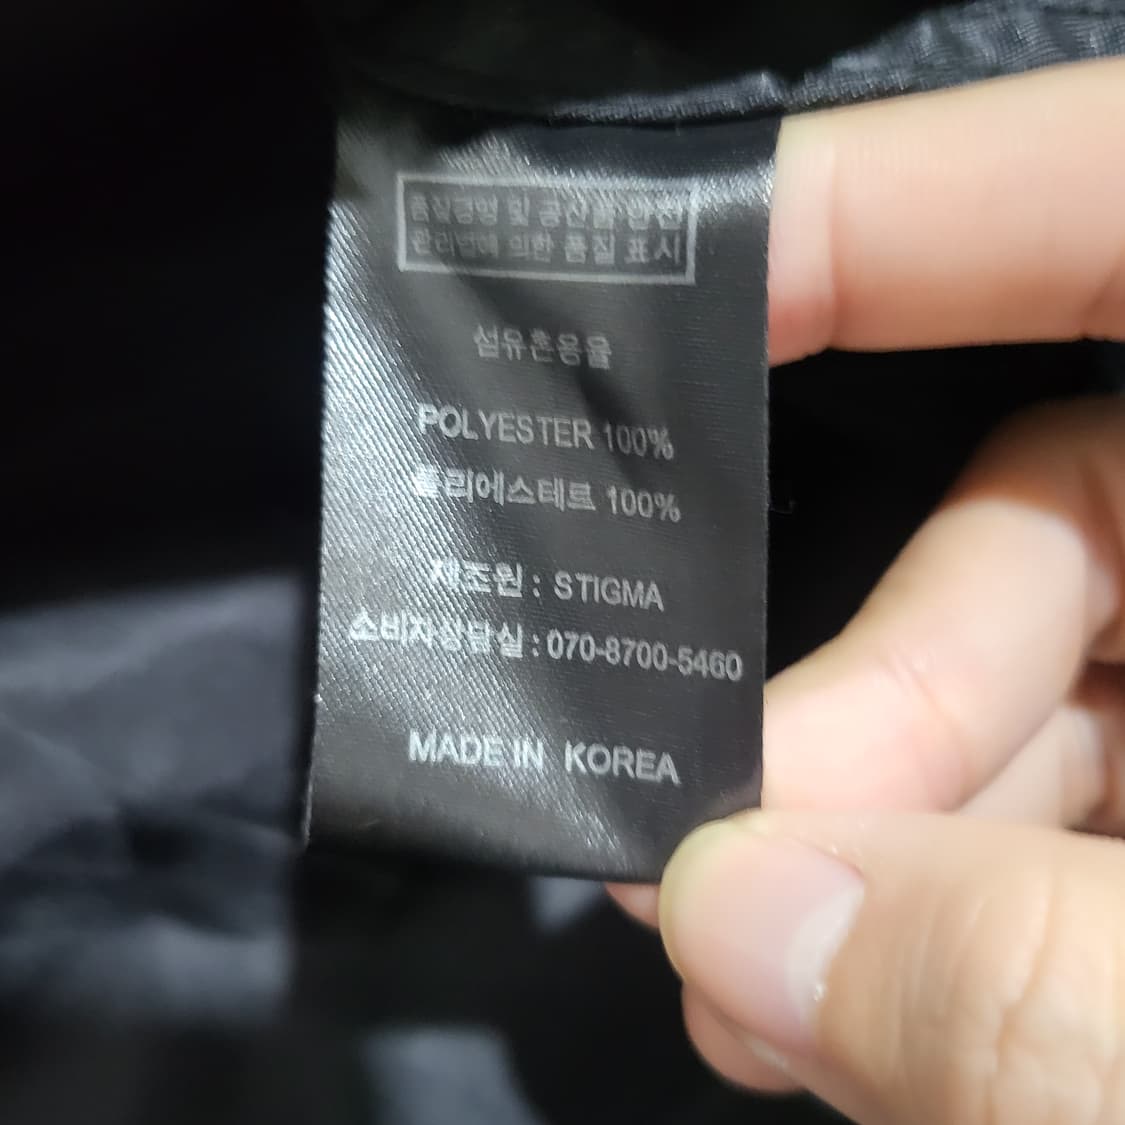 품질경영 및 공산품 안전
관리법에 의한 품질 표시
섬유혼용율
POLYESTER 100%
폴리에스테르 100%
제조원 : STIGMA
소비자상담실 : 070-8700-5460
MADE IN KOREA